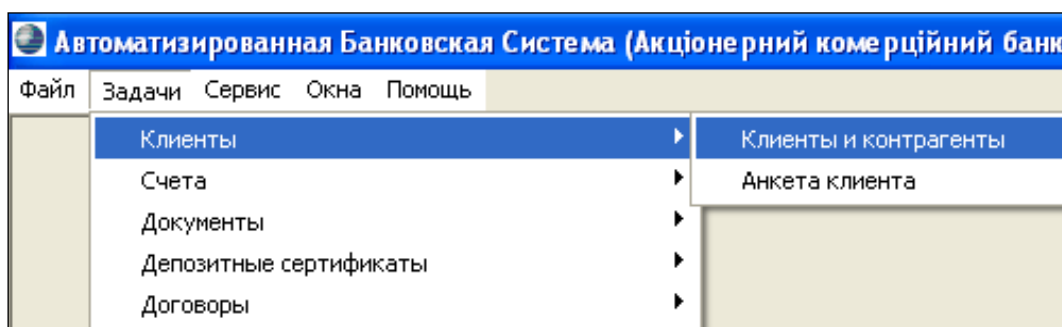 Автоматизированная Банковская Система (Акціонерний комерційний банк
Файл Задачи Сервис Окна Помощь
Клиенты Клиенты и контрагенты
Счета Анкета клиента
Документы
Депозитные сертификаты
Договоры